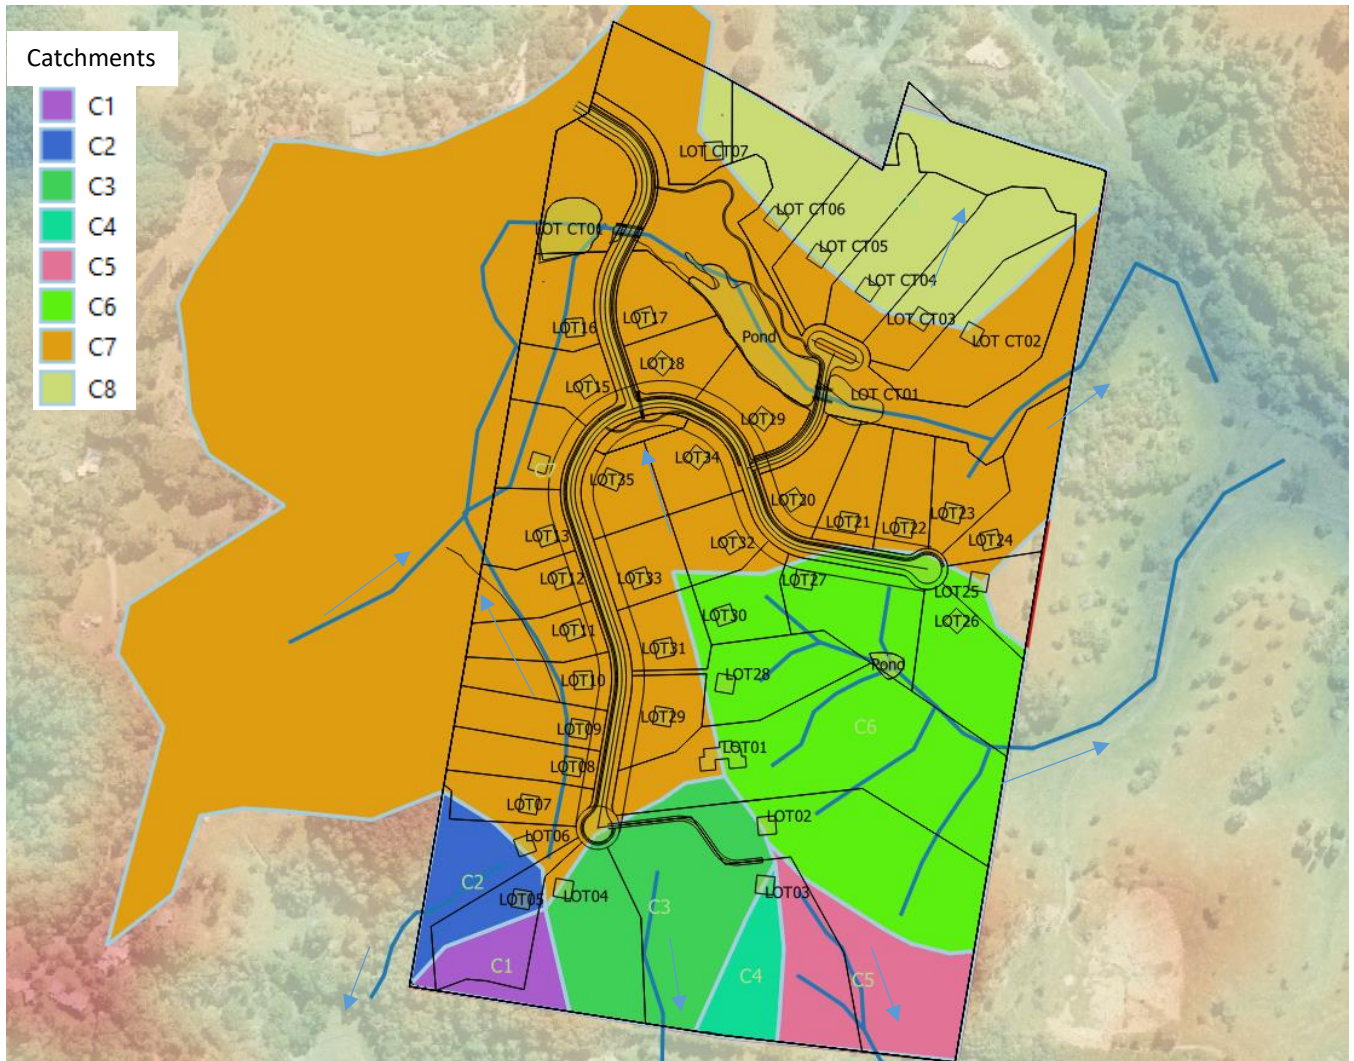 Catchments
C1
C2
C3
C4
C5
C6
C7
C8
LOT CT07
LOT CT06
LOT CT01
LOT CT05
LOT CT04
LOT CT03
LOT CT02
LOT16
LOT17
Pond
LOT18
LOT15
LOT CT01
LOT19
C7
LOT34
LOT35
LOT20
LOT21
LOT22
LOT23
LOT13
LOT32
LOT24
LOT12
LOT33
LOT27
LOT25
LOT30
LOT26
LOT11
LOT31
Pond
LOT10
LOT28
LOT09
LOT29
C6
LOT01
LOT08
LOT07
LOT02
LOT06
C2
LOT05
LOT04
C3
LOT03
C1
C4
C5